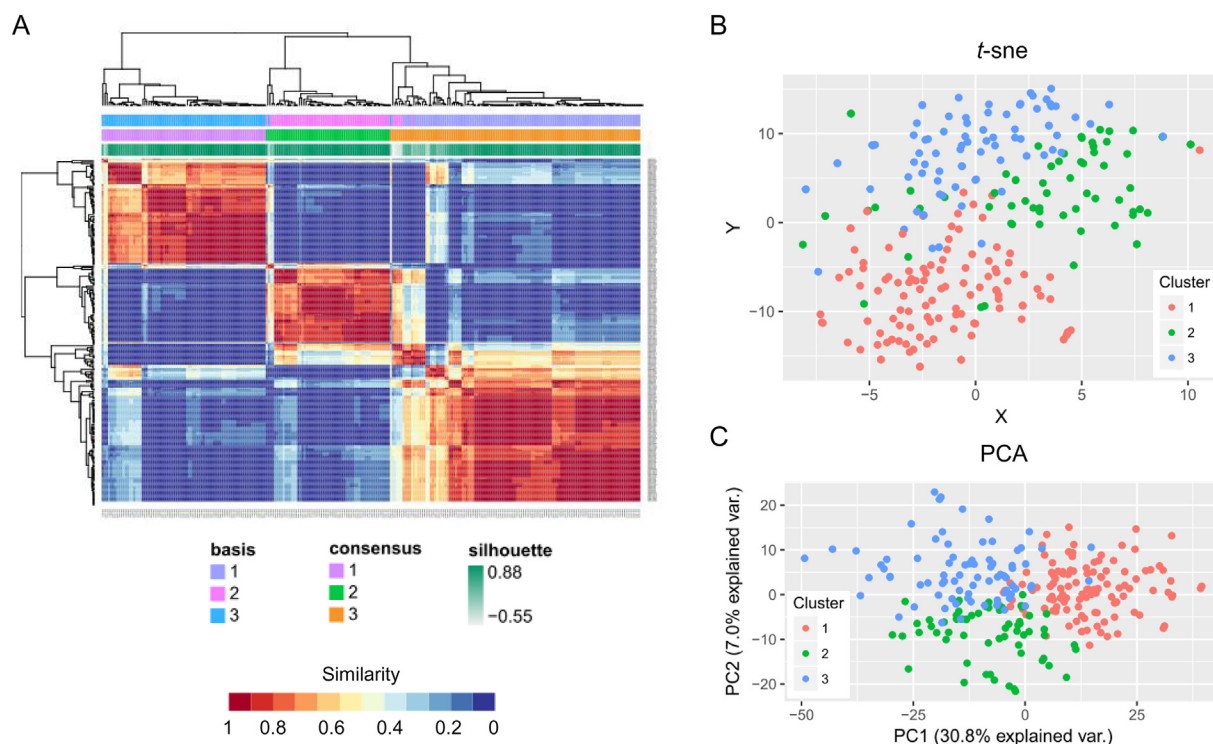 A
basis
1
2
3
consensus
1
2
3
silhouette
0.88
−0.55
Similarity
1 0.8 0.6 0.4 0.2 0
B
t-sne
Y
10
0
−10
−5 0 5 10
X
Cluster
1
2
3
C
PCA
PC2 (7.0% explained var.)
20
10
0
−10
−20
Cluster
1
2
3
−50 −25 0 25
PC1 (30.8% explained var.)